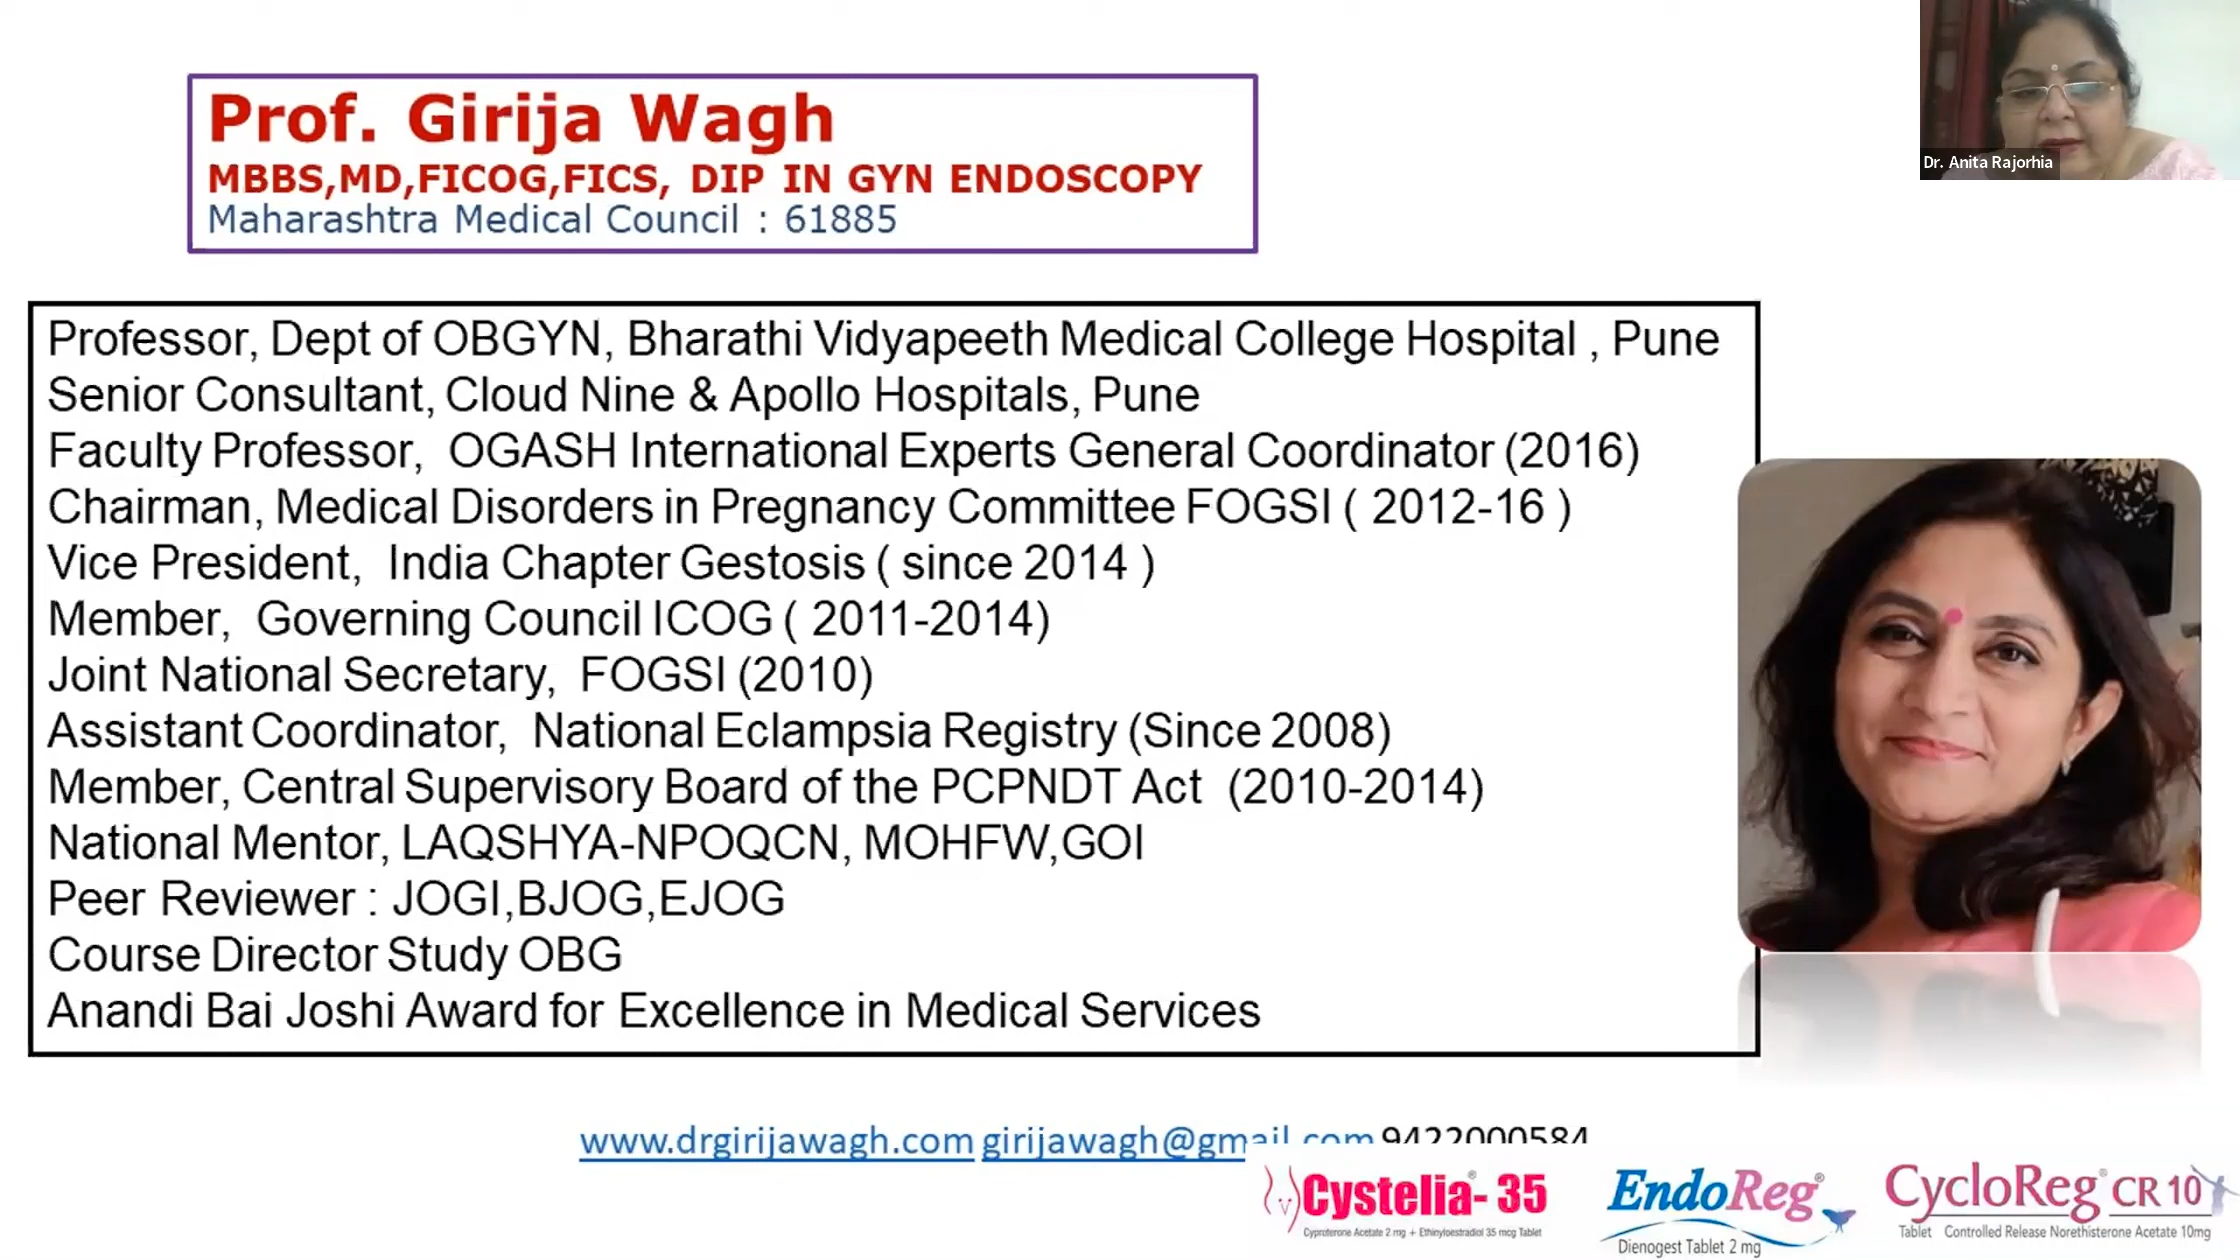 Prof. Girija Wagh
MBBS,MD,FICOG,FICS, DIP IN GYN ENDOSCOPY
Maharashtra Medical Council : 61885
Dr. Anita Rajorhia
Professor, Dept of OBGYN, Bharathi Vidyapeeth Medical College Hospital , Pune
Senior Consultant, Cloud Nine & Apollo Hospitals, Pune
Faculty Professor, OGASH International Experts General Coordinator (2016)
Chairman, Medical Disorders in Pregnancy Committee FOGSI ( 2012-16 )
Vice President, India Chapter Gestosis ( since 2014 )
Member, Governing Council ICOG ( 2011-2014)
Joint National Secretary, FOGSI (2010)
Assistant Coordinator, National Eclampsia Registry (Since 2008)
Member, Central Supervisory Board of the PCPNDT Act (2010-2014)
National Mentor, LAQSHYA-NPOQCN, MOHFW,GOI
Peer Reviewer : JOGI,BJOG,EJOG
Course Director Study OBG
Anandi Bai Joshi Award for Excellence in Medical Services
www.drgirijawagh.com girijawagh@gmail.com 9422000584
Cystelia®- 35
Cyproterone Acetate 2 mg + Ethinyloestradiol 35 mcg Tablet
EndoReg®
Dienogest Tablet 2 mg
CycloReg® CR 10
Tablet Controlled Release Norethisterone Acetate 10mg